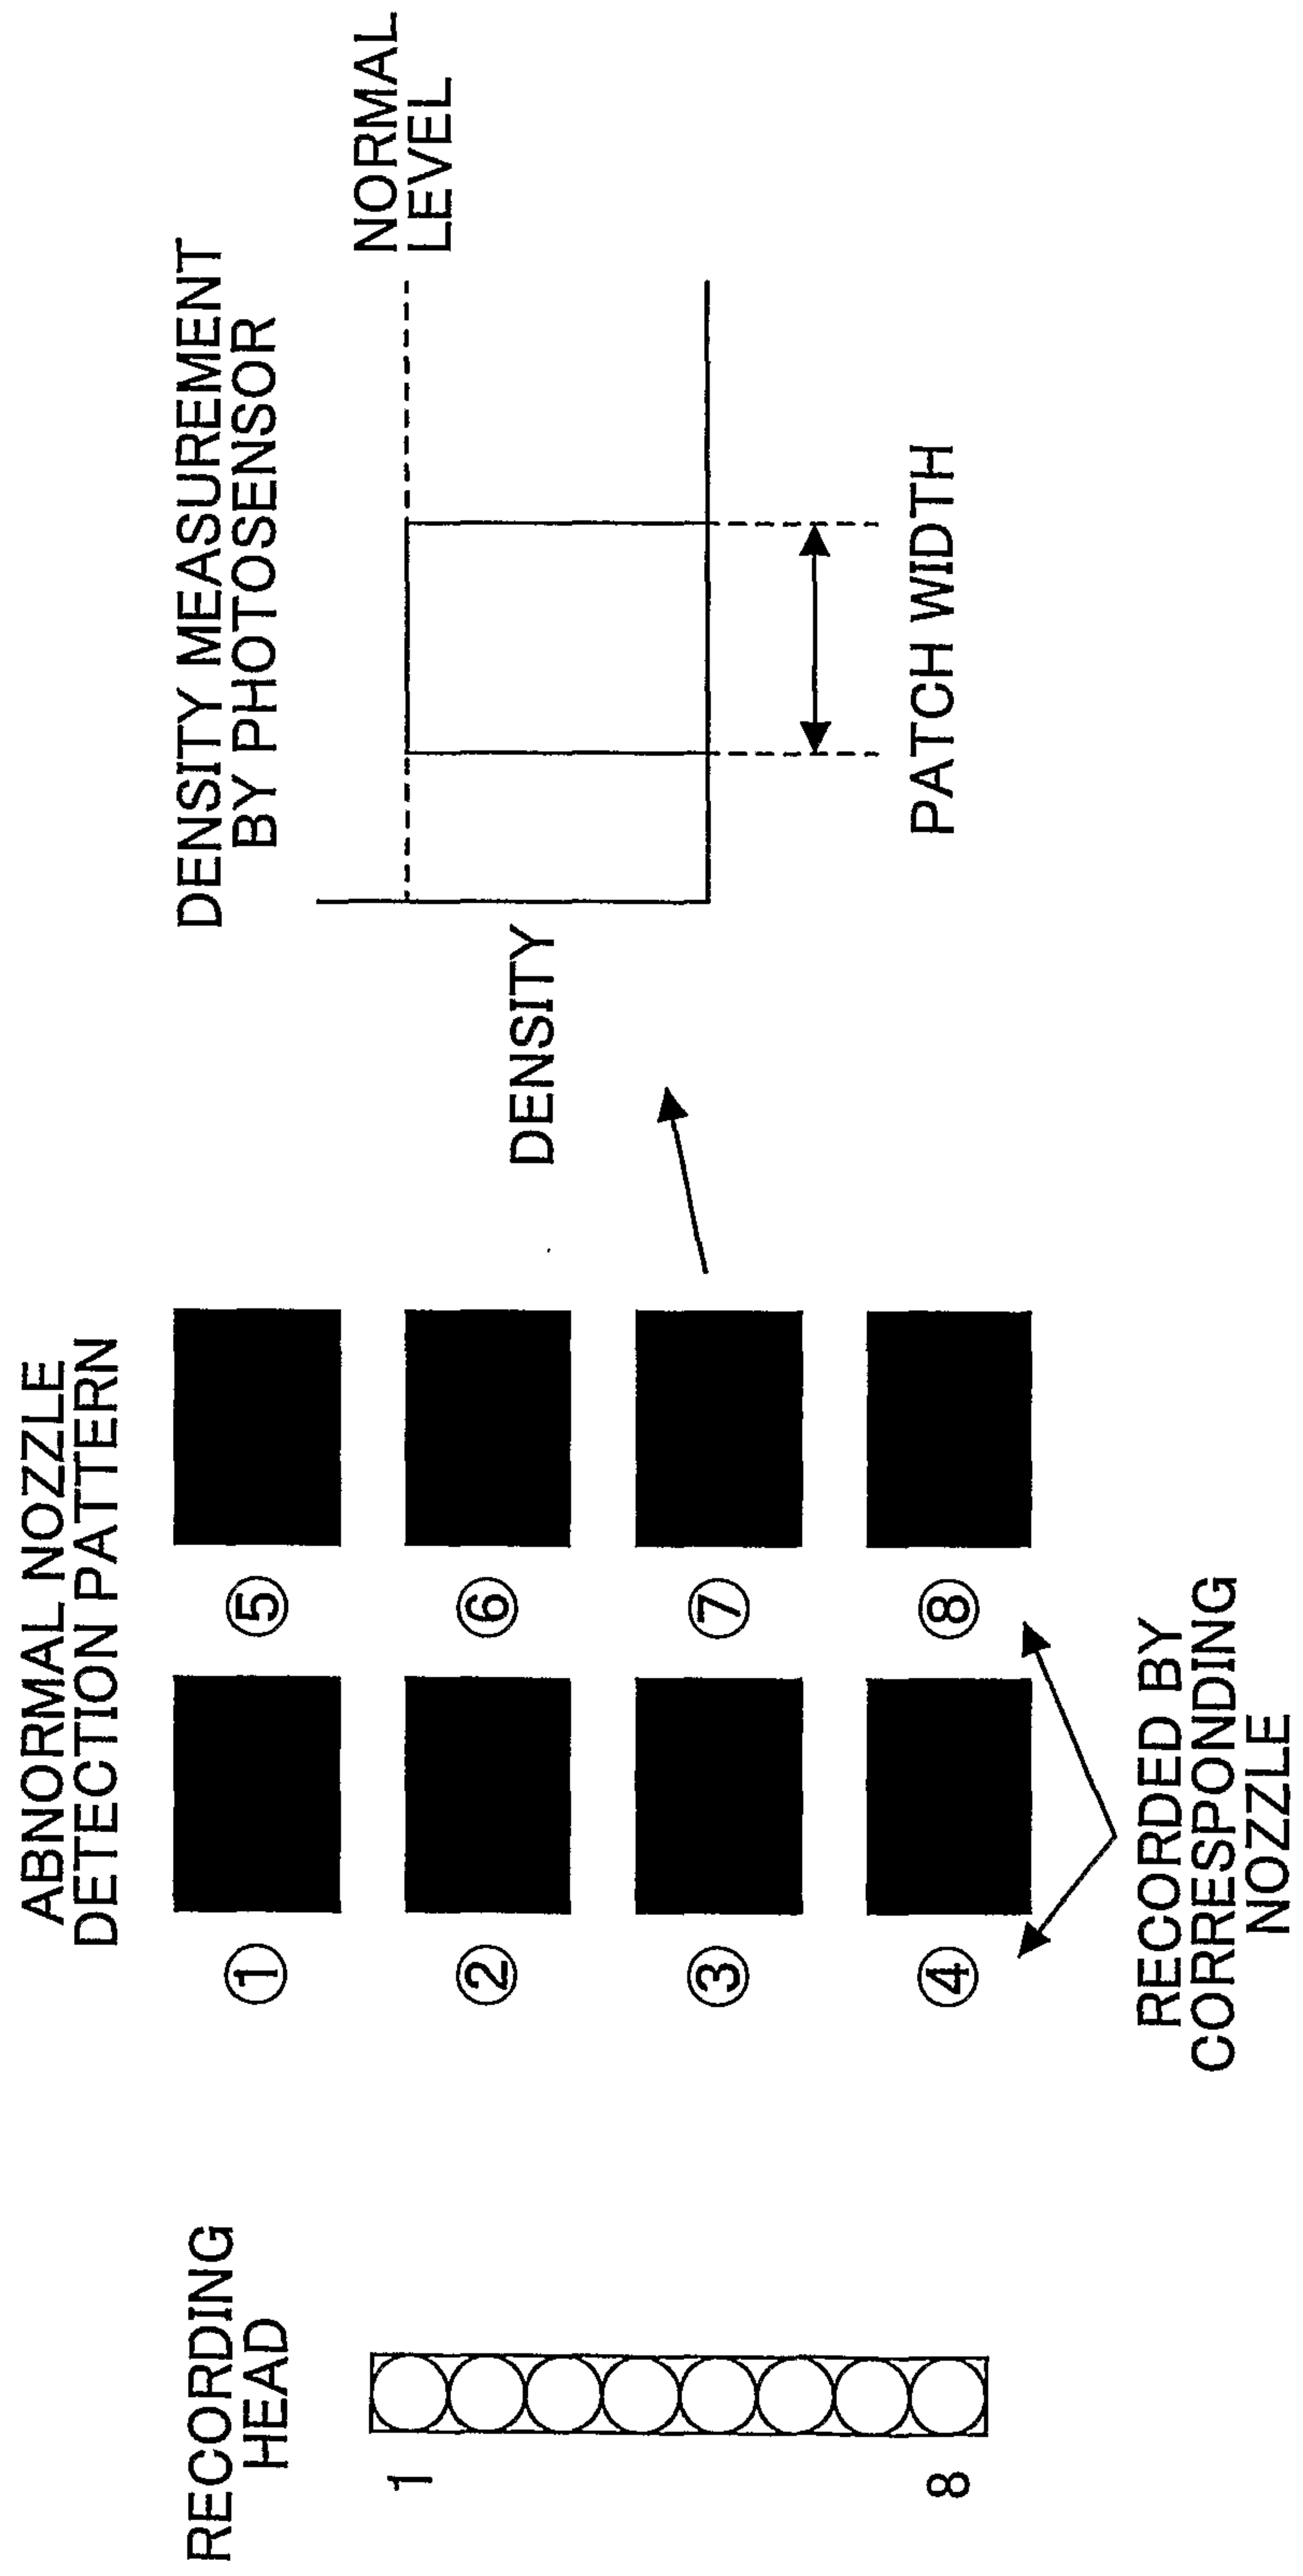 RECORDING
HEAD
1
8
ABNORMAL NOZZLE
DETECTION PATTERN
① ⑤
② ⑥
③ ⑦
④ ⑧
RECORDED BY
CORRESPONDING
NOZZLE
DENSITY MEASUREMENT
BY PHOTOSENSOR
NORMAL
LEVEL
DENSITY
PATCH WIDTH